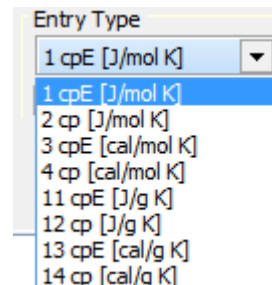 Entry Type
1 cpE [J/mol K]
1 cpE [J/mol K]
2 cp [J/mol K]
3 cpE [cal/mol K]
4 cp [cal/mol K]
11 cpE [J/g K]
12 cp [J/g K]
13 cpE [cal/g K]
14 cp [cal/g K]